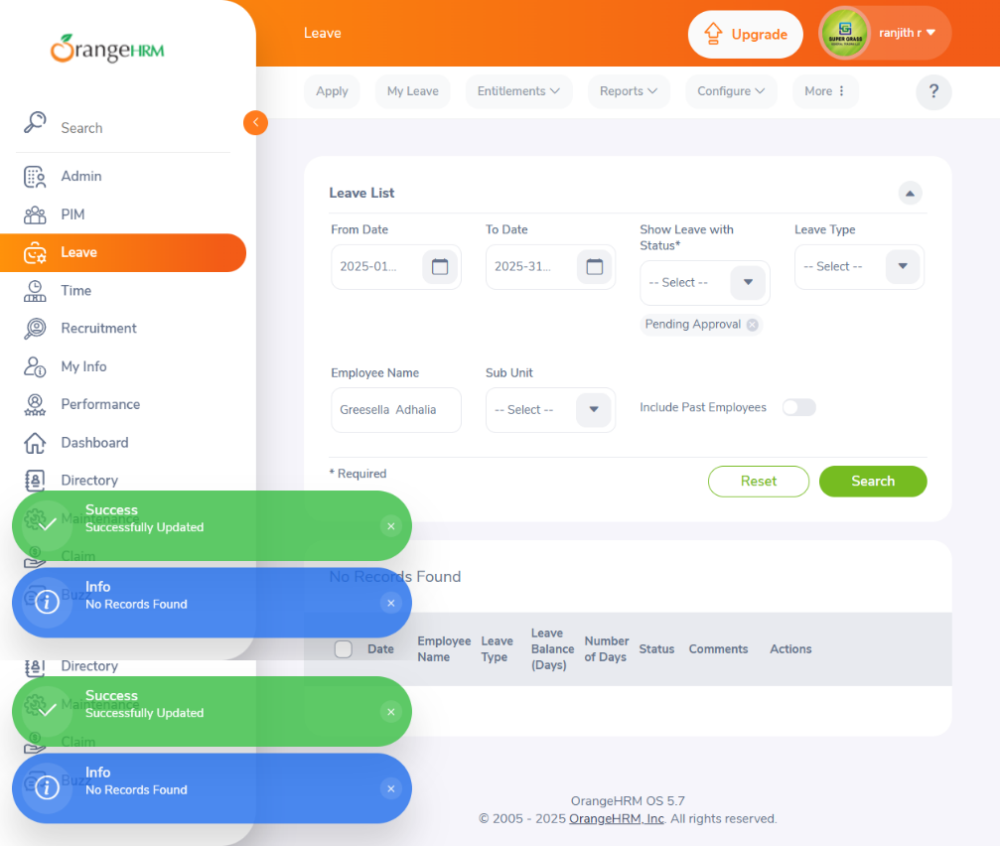 OrangeHRM
Leave
Upgrade
SUPER GRASS
ranjith r
Apply
My Leave
Entitlements
Reports
Configure
More
?
Search
Admin
PIM
Leave
Time
Recruitment
My Info
Performance
Dashboard
Directory
Maintenance
Claim
Buzz
Success
Successfully Updated
Info
No Records Found
Directory
Maintenance
Claim
Buzz
Success
Successfully Updated
Info
No Records Found
Leave List
From Date
To Date
Show Leave with
Status*
Leave Type
2025-01...
2025-31...
-- Select --
-- Select --
Pending Approval
Employee Name
Sub Unit
Greesella  Adhalia
-- Select --
Include Past Employees
* Required
Reset
Search
No Records Found
Date
Employee
Name
Leave
Type
Leave
Balance
(Days)
Number
of Days
Status
Comments
Actions
OrangeHRM OS 5.7
© 2005 - 2025 OrangeHRM, Inc. All rights reserved.